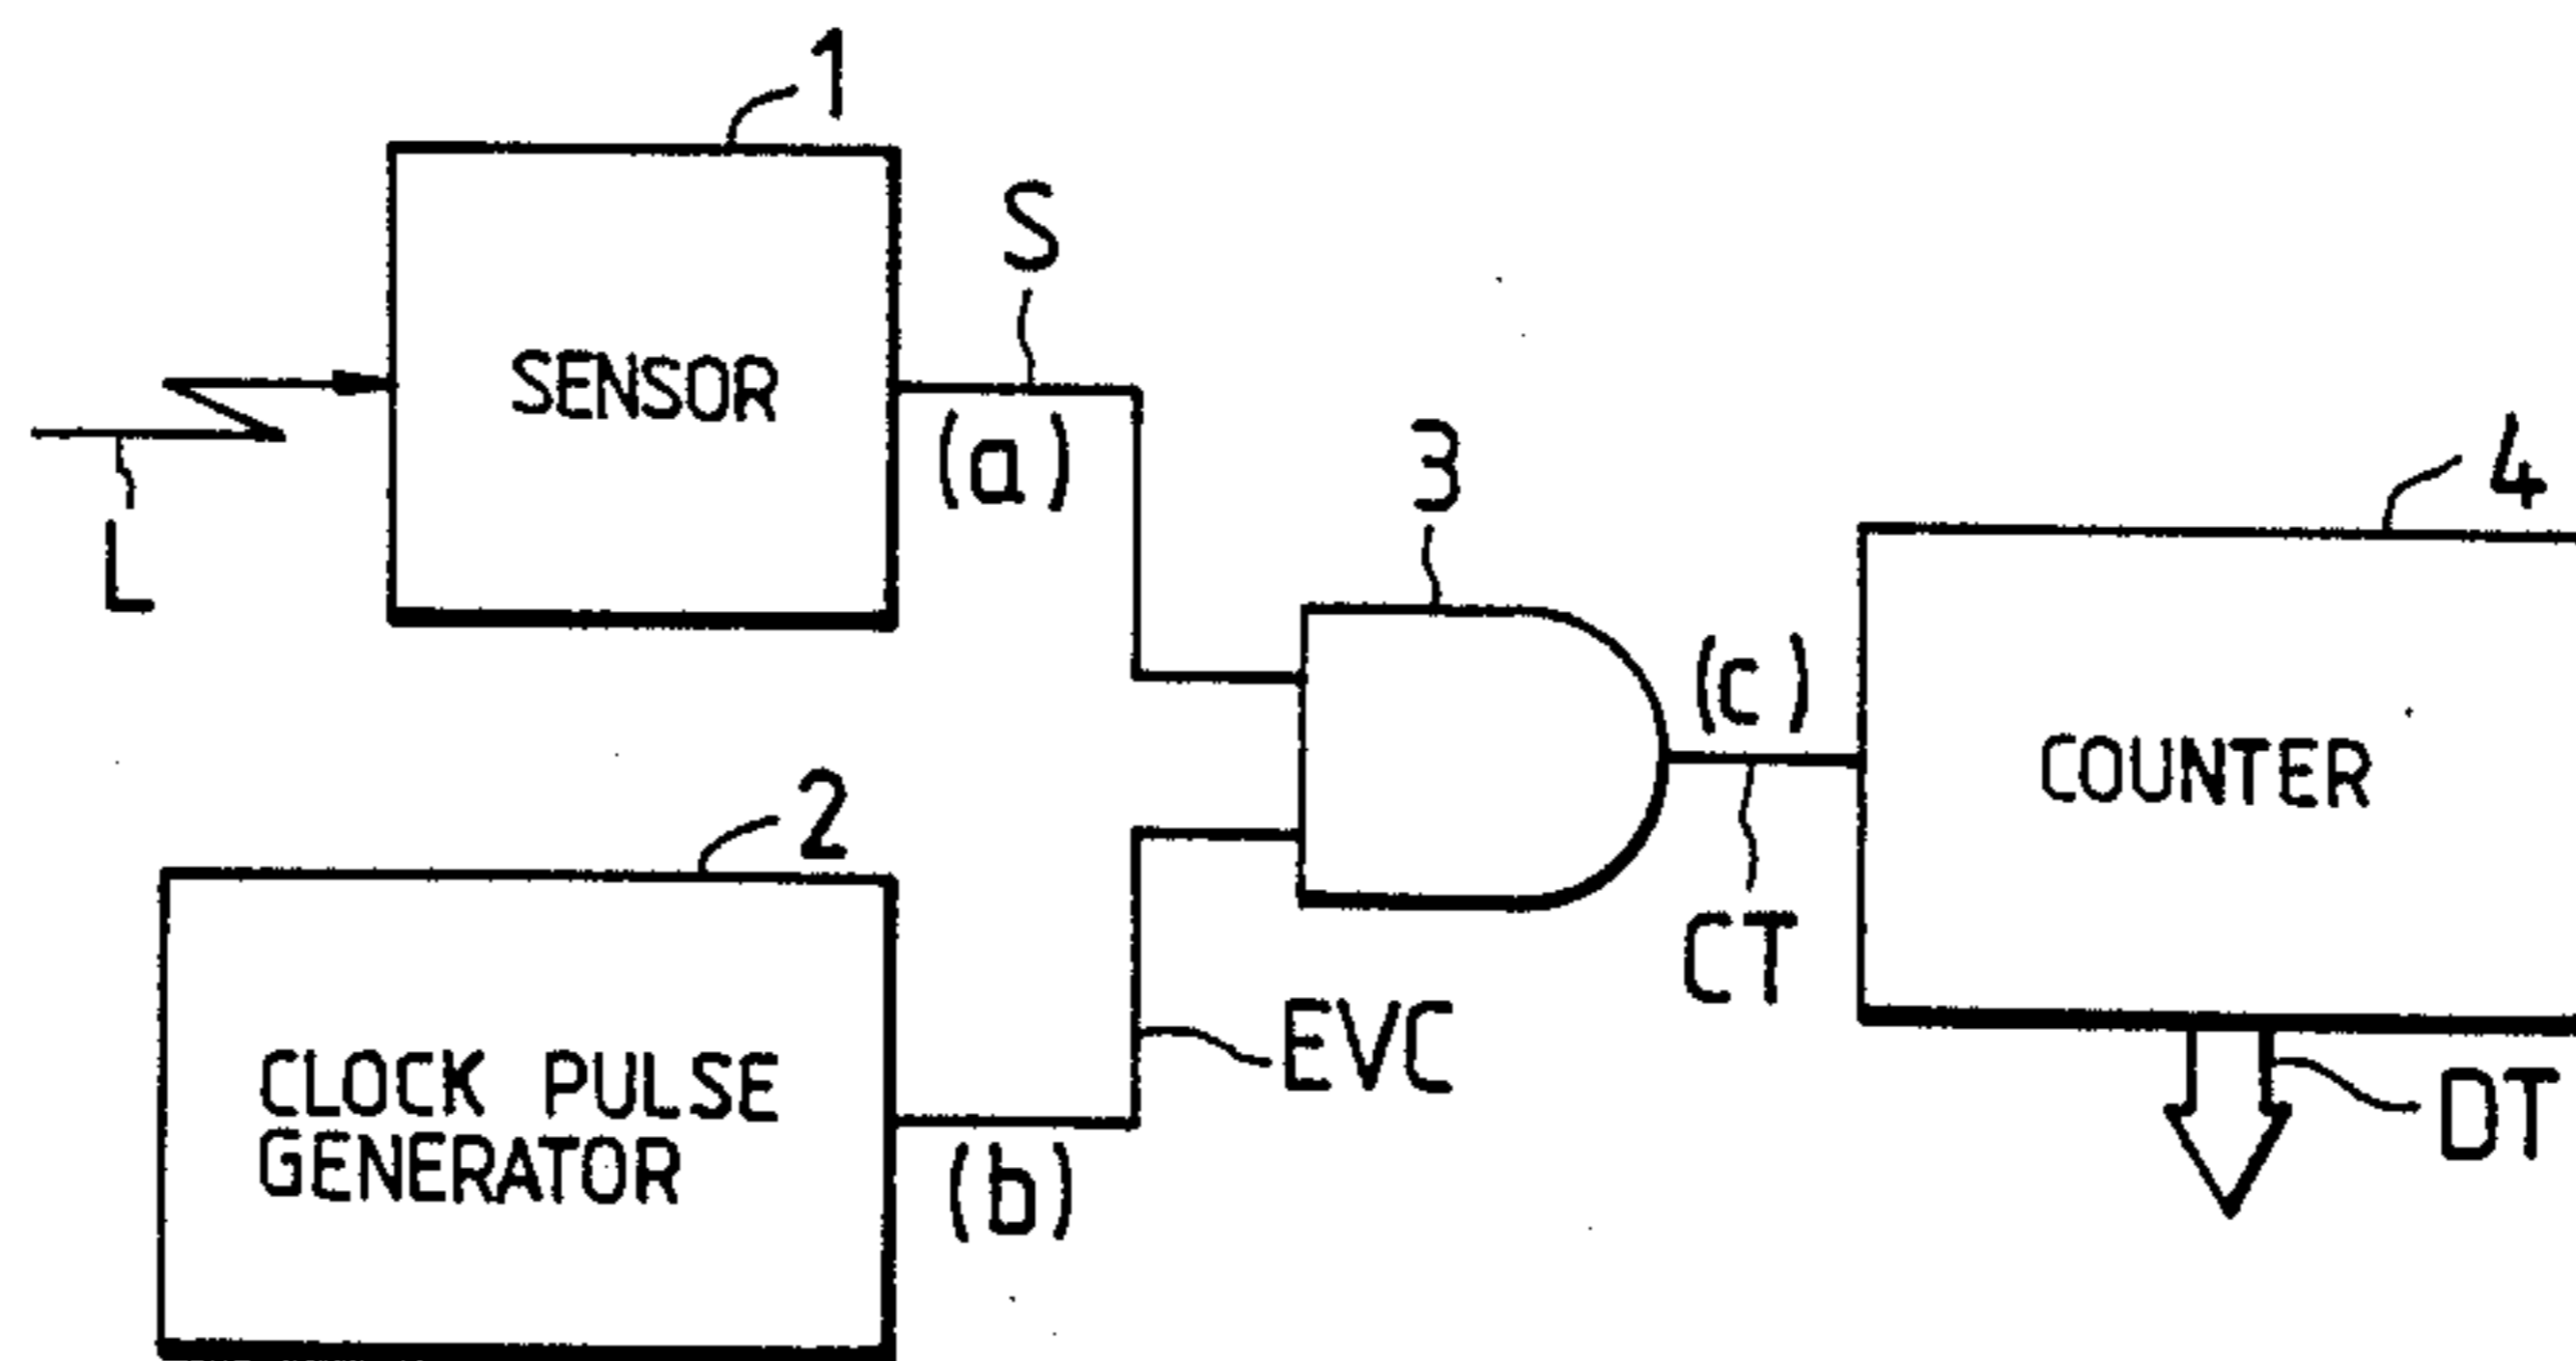 1
S
SENSOR
(a)
L
3
4
(c)
COUNTER
2
CT
EVC
CLOCK PULSE
GENERATOR
(b)
DT